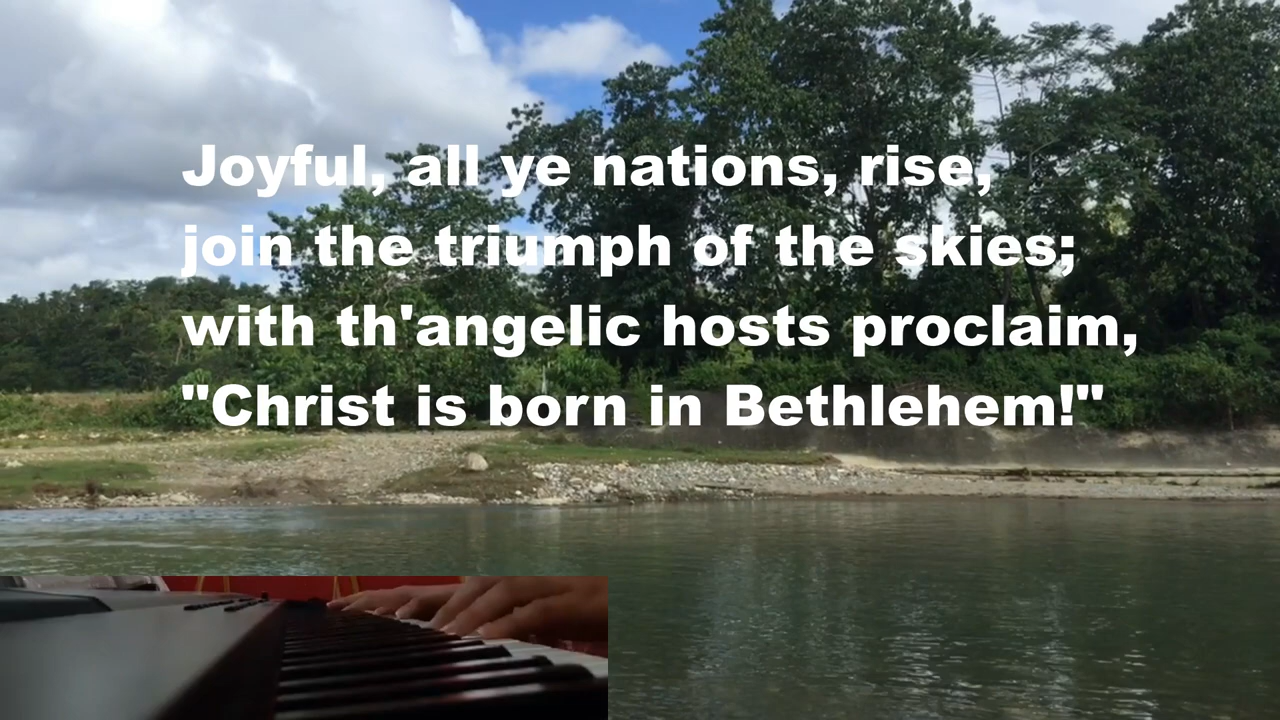 Joyful, all ye nations, rise,
join the triumph of the skies;
with th'angelic hosts proclaim,
"Christ is born in Bethlehem!"